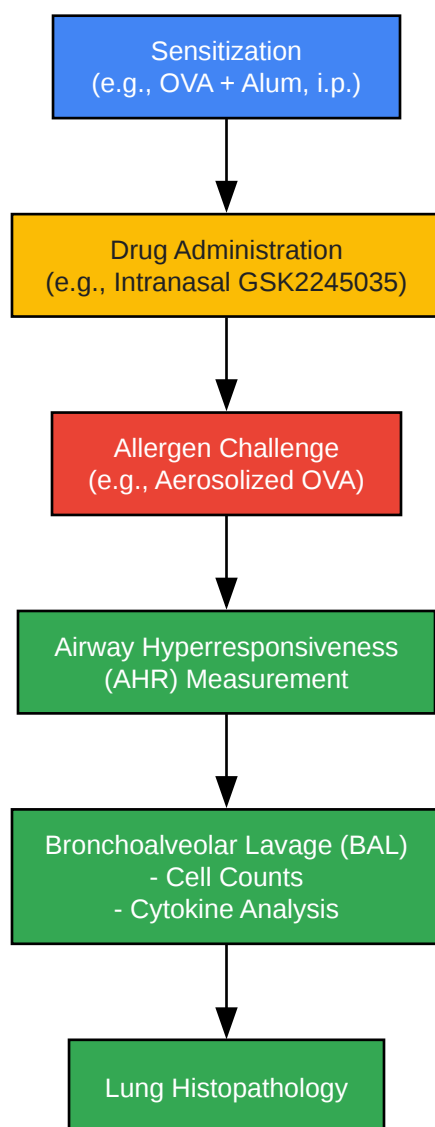 Sensitization
(e.g., OVA + Alum, i.p.)
Drug Administration
(e.g., Intranasal GSK2245035)
Allergen Challenge
(e.g., Aerosolized OVA)
Airway Hyperresponsiveness
(AHR) Measurement
Bronchoalveolar Lavage (BAL)
- Cell Counts
- Cytokine Analysis
Lung Histopathology